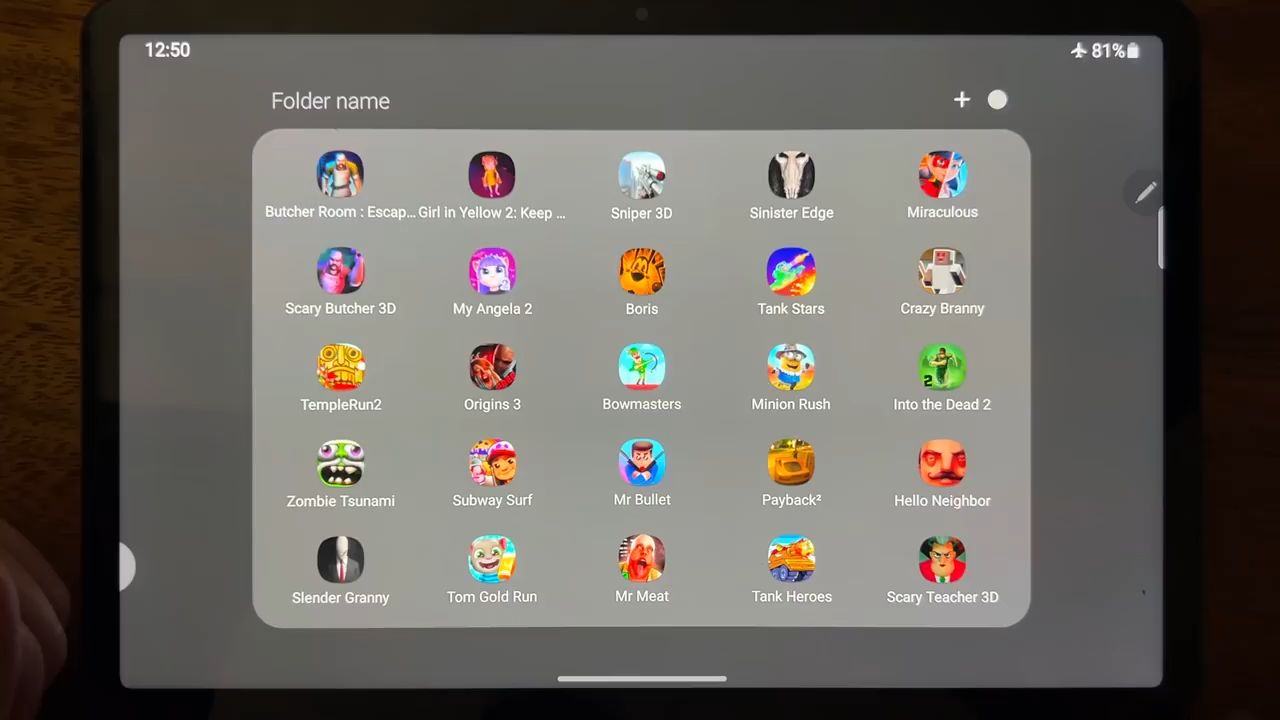 12:50 81%
Folder name
Butcher Room : Escap... Girl in Yellow 2: Keep ... Sniper 3D Sinister Edge Miraculous
Scary Butcher 3D My Angela 2 Boris Tank Stars Crazy Branny
TempleRun2 Origins 3 Bowmasters Minion Rush Into the Dead 2
2
Zombie Tsunami Subway Surf Mr Bullet Payback² Hello Neighbor
Slender Granny Tom Gold Run Mr Meat Tank Heroes Scary Teacher 3D